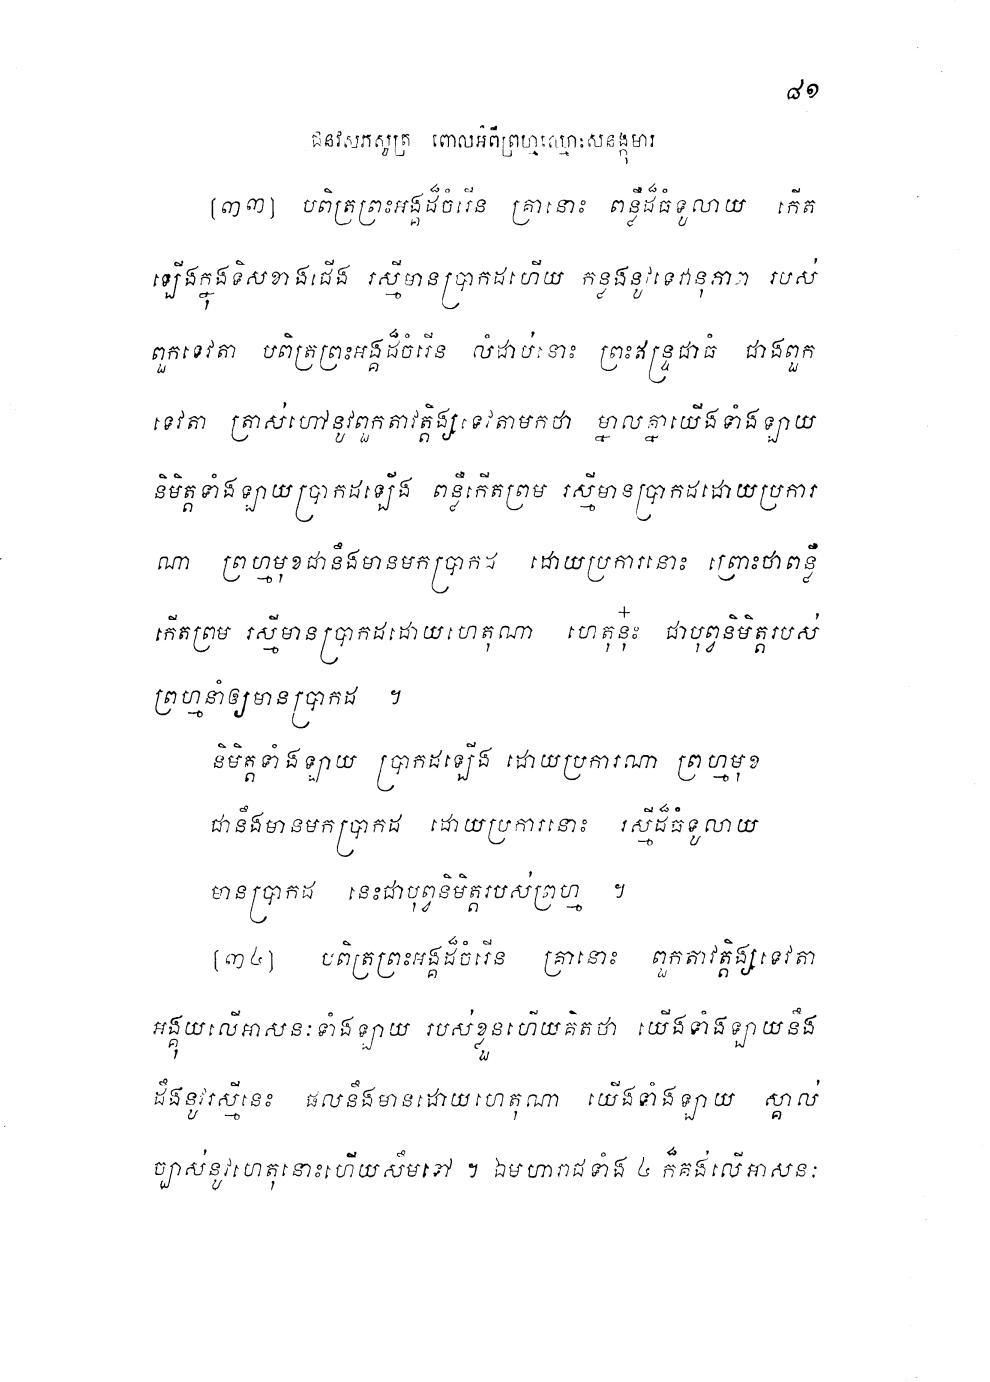 ៨១
ជនវសភសូត្រ ពោលអំពីព្រហ្មឈ្មោះសនង្កុមារ
(៣៣) បពិត្រព្រះអង្គដ៏ចំរើន គ្រានោះ ពន្លឺដ៏ធំទូលាយ កើត
ឡើងក្នុងទិសខាងជើង រស្មីមានប្រាកដហើយ កន្លងនូវទេវានុភាព របស់
ពួកទេវតា បពិត្រព្រះអង្គដ៏ចំរើន លំដាប់នោះ ព្រះឥន្រ្ទជាធំ ជាងពួក
ទេវតា ត្រាស់ហៅនូវពួកតាវត្តិង្សទេវតាមកថា ម្នាលគ្នាយើងទាំងឡាយ
និមិត្តទាំងឡាយប្រាកដឡើង ពន្លឺកើតព្រម រស្មីមានប្រាកដដោយប្រការ
ណា ព្រហ្មមុខជានឹងមានមកប្រាកដ ដោយប្រការនោះ ព្រោះថាពន្លឺ
កើតព្រម រស្មីមានប្រាកដដោយហេតុណា ហេតុនុ៎ះ ជាបុព្វនិមិត្តរបស់
ព្រហ្មនាំឲ្យមានប្រាកដ ។
និមិត្តទាំងឡាយ ប្រាកដឡើង ដោយប្រការណា ព្រហ្មមុខ
ជានឹងមានមកប្រាកដ ដោយប្រការនោះ រស្មីដ៏ធំទូលាយ
មានប្រាកដ នេះជាបុព្វនិមិត្តរបស់ព្រហ្ម ។
(៣៤) បពិត្រព្រះអង្គដ៏ចំរើន គ្រានោះ ពួកតាវត្តិង្សទេវតា
អង្គុយលើអាសនៈទាំងឡាយ របស់ខ្លួនហើយគិតថា យើងទាំងឡាយនឹង
ដឹងនូវរស្មីនេះ ផលនឹងមានដោយហេតុណា យើងទាំងឡាយ ស្គាល់
ច្បាស់នូវហេតុនោះហើយសឹមទៅ ។ ឯមហារាជទាំង ៤ ក៏គង់លើអាសនៈ